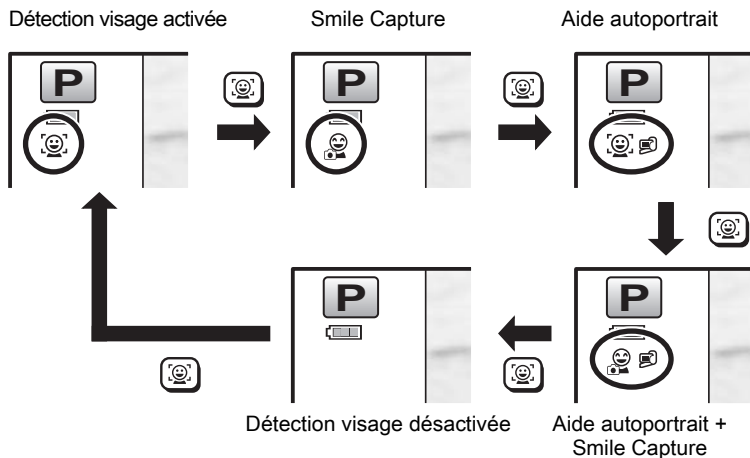 Détection visage activée
Smile Capture
Aide autoportrait
P
P
P
P
P
Détection visage désactivée
Aide autoportrait +
Smile Capture